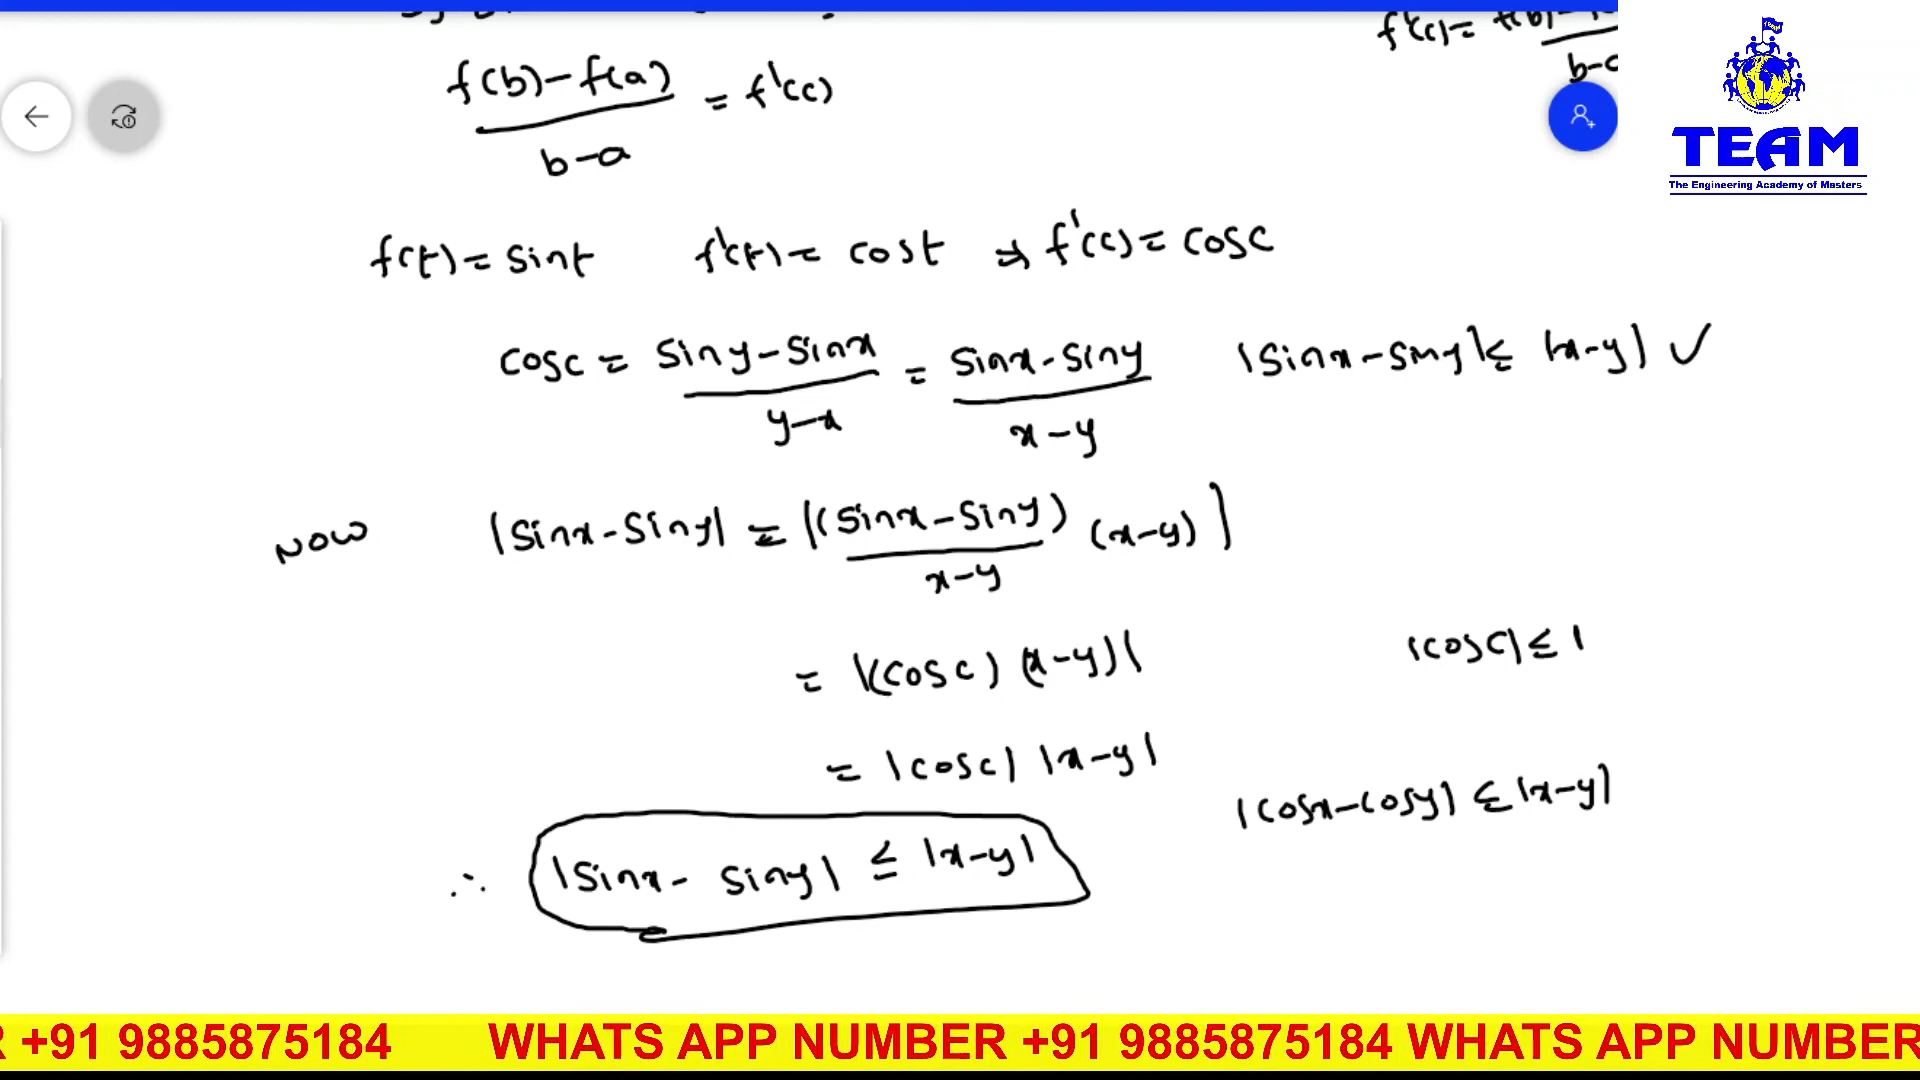 f'(c) =
b-
f(b)-f(a) / b-a = f'(c)
TEAM
The Engineering Academy of Masters
f(t) = sint f'(t) = cost ⇒ f'(c) = cosc
cosc = siny-sinx / y-x = sinx-siny / x-y |sinx-siny| ≤ |x-y| ✓
NOW |sinx-siny| = |(sinx-siny) / x-y (x-y)|
= |(cosc) (x-y)| |cosc| ≤ 1
= |cosc| |x-y|
|cosx-cosy| ≤ |x-y|
∴ |sinx- siny| ≤ |x-y|
R +91 9885875184 WHATS APP NUMBER +91 9885875184 WHATS APP NUMBER